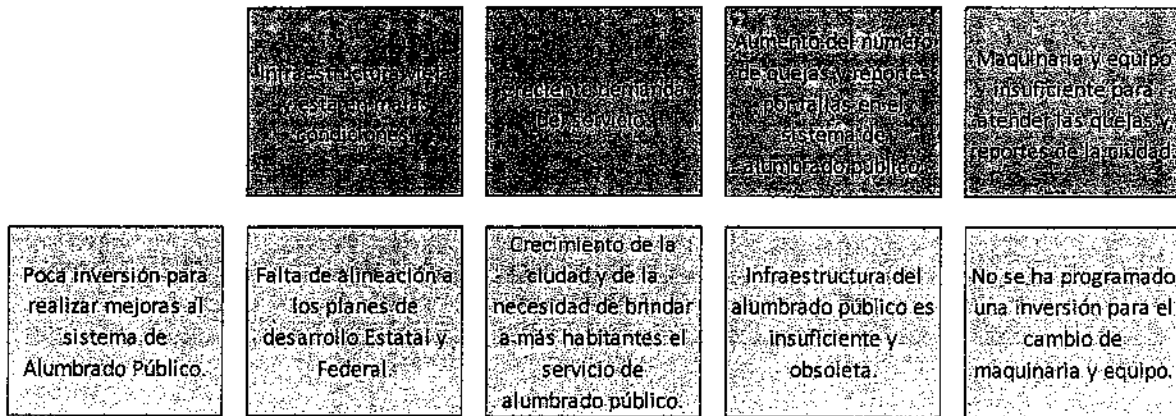 Infraestructura vieja
y esta en malas
condiciones
Creciente demanda
del servicio.
Aumento del número
de quejas y reportes
por fallas en el
sistema de
alumbrado público.
Maquinaria y equipo
insuficiente para
atender las quejas y
reportes de la ciudad
Poca inversión para
realizar mejoras al
sistema de
Alumbrado Público.
Falta de alineación a
los planes de
desarrollo Estatal y
Federal.
Crecimiento de la
ciudad y de la
necesidad de brindar
a más habitantes el
servicio de
alumbrado público.
Infraestructura del
alumbrado público es
insuficiente y
obsoleta.
No se ha programado
una inversión para el
cambio de
maquinaria y equipo.